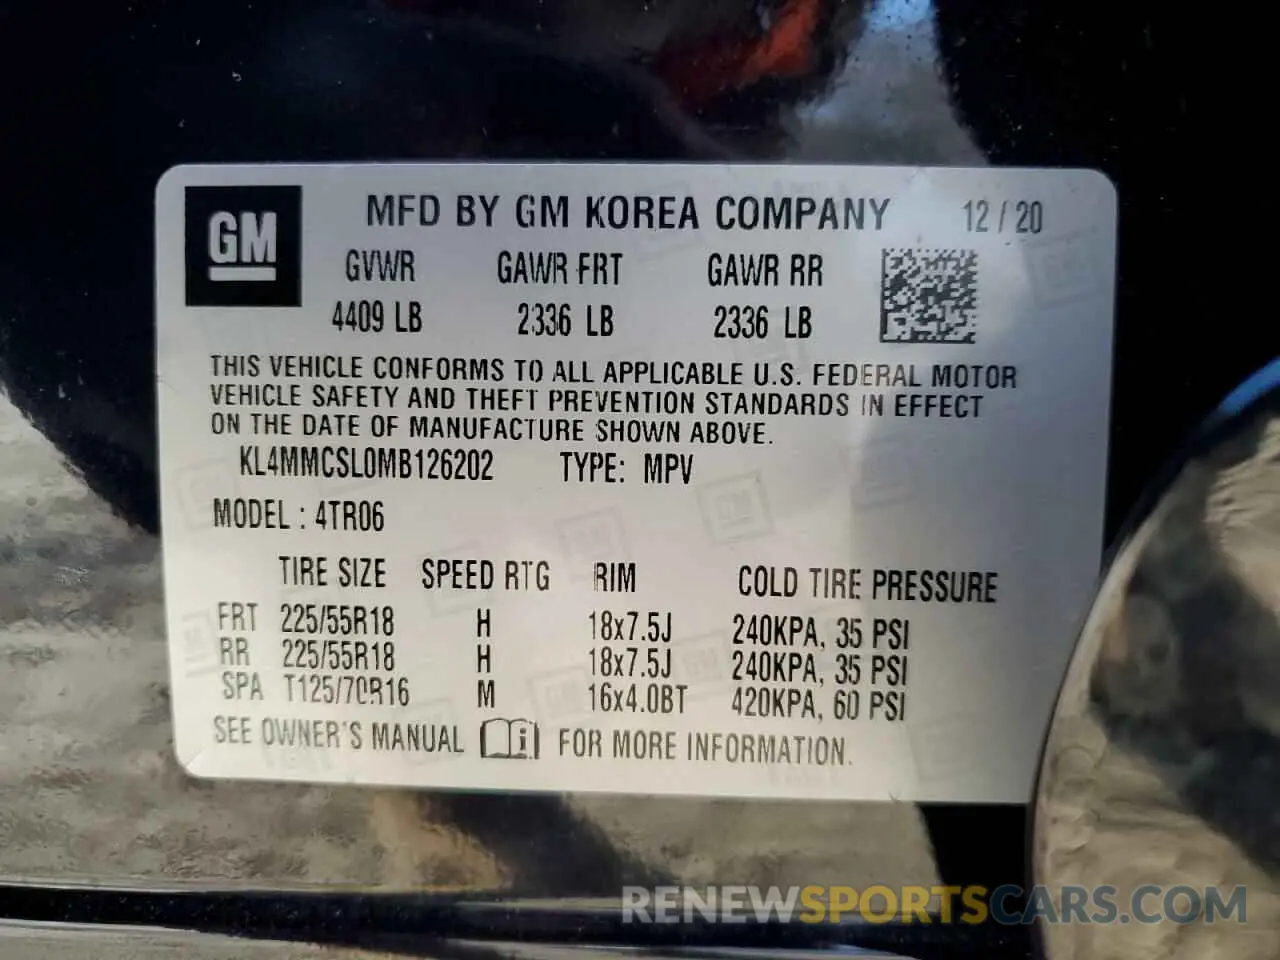 GM
MFD BY GM KOREA COMPANY 12/20
GVWR GAWR FRT GAWR RR
4409 LB 2336 LB 2336 LB
THIS VEHICLE CONFORMS TO ALL APPLICABLE U.S. FEDERAL MOTOR
VEHICLE SAFETY AND THEFT PREVENTION STANDARDS IN EFFECT
ON THE DATE OF MANUFACTURE SHOWN ABOVE.
KL4MMCSL0MB126202 TYPE: MPV
MODEL : 4TR06
TIRE SIZE SPEED RTG RIM COLD TIRE PRESSURE
FRT 225/55R18 H 18x7.5J 240KPA, 35 PSI
RR 225/55R18 H 18x7.5J 240KPA, 35 PSI
SPA T125/70R16 M 16x4.0BT 420KPA, 60 PSI
SEE OWNER'S MANUAL i FOR MORE INFORMATION.
RENEWSPORTSCARS.COM